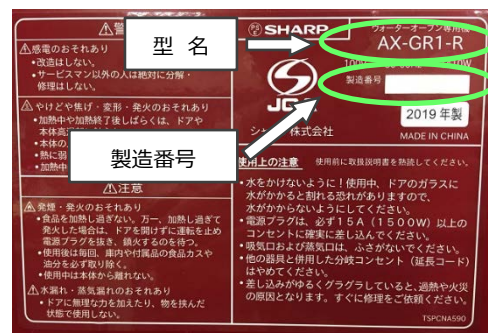 型 名
製造番号
⚠警
⚠感電のおそれあり
•改造はしない。
•サービスマン以外の人は絶対に分解・
修理はしない。
⚠やけどや焦げ・変形・発火のおそれあり
•加熱中や加熱終了後しばらくは、ドアや
本体高
•本体の
•熱に弱
•加熱中
⚠注意
⚠発煙・発火のおそれあり
•食品を加熱し過ぎない。万一、加熱し過ぎて
発火した場合は、ドアを開けずに運転を止め
電源プラグを抜き、鎮火するのを待つ。
•使用後は毎回、庫内や付属品の食品カスや
油分を必ず取り除く。
•使用中は本体から離れない。
⚠水漏れ・蒸気漏れのおそれあり
•ドアに無理な力を加えたり、物を挟んだ
状態で使用しない。
PS E SHARP
ウォーターオーブン専用機
AX-GR1-R
製造番号
JET
2019 年製
シャープ株式会社
MADE IN CHINA
使用上の注意 使用前に取扱説明書を熟読してください。
•水をかけないように！使用中、ドアのガラスに
水がかかると割れる恐れがありますので、
水がかからないようにしてください。
•電源プラグは、必ず15A（1500W）以上の
コンセントに確実に差し込んでください。
•吸気口および蒸気口は、ふさがないでください。
•他の器具と併用した分岐コンセント（延長コード）
はやめてください。
•差し込みがゆるくグラグラしていると、過熱や火災
の原因となります。すぐに修理をご依頼ください。
TSPCNA590